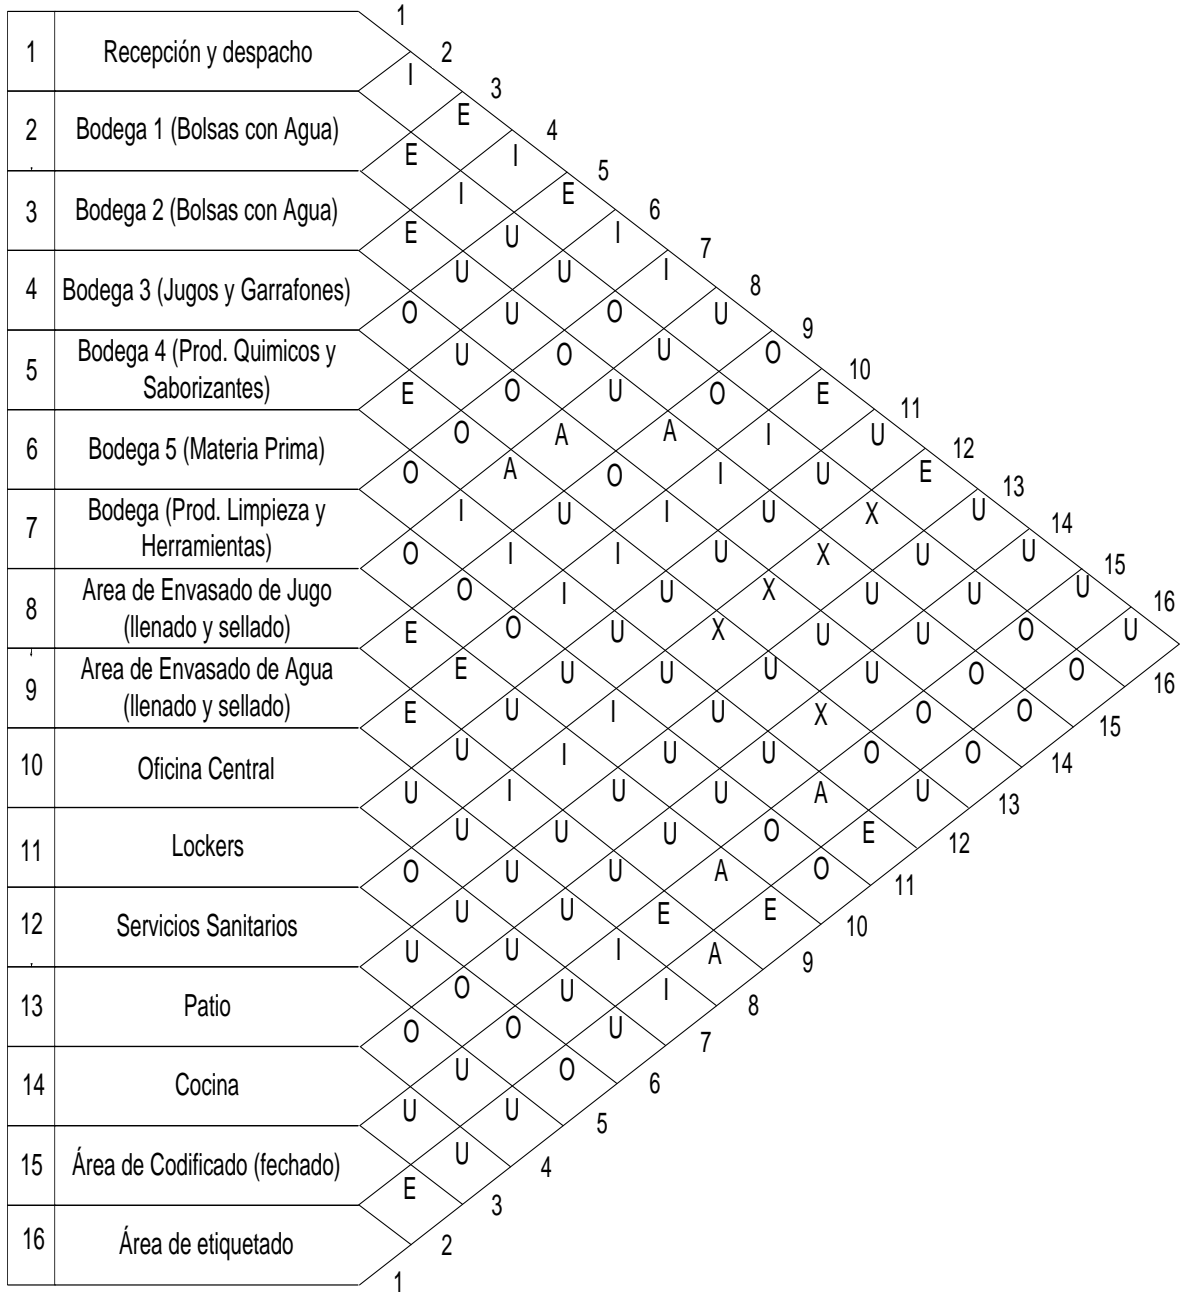 1
1 Recepción y despacho 2
I
3
E
2 Bodega 1 (Bolsas con Agua) 4
E I
5
I E
3 Bodega 2 (Bolsas con Agua) 6
E U I
7
U U I
4 Bodega 3 (Jugos y Garrafones) 8
O U O U
9
Bodega 4 (Prod. Quimicos y U O U O
5 10
Saborizantes) E O U O E
11
O A A I U
6 Bodega 5 (Materia Prima) 12
O A O I U E
13
Bodega (Prod. Limpieza y I U I U X U
7 14
Herramientas) O I I U X U U
15
Area de Envasado de Jugo O I U X U U U
8 16
(llenado y sellado) E O U X U U O U
Area de Envasado de Agua E U U U U O O
9 16
(llenado y sellado) E U I U X O O
15
U I U U O O
10 Oficina Central 14
U I U U A U
13
U U U O E
11 Lockers 12
O U U A O
11
U U E E
12 Servicios Sanitarios 10
U U I A
9
O U I
13 Patio 8
O O U
7
U O
14 Cocina 6
U U
5
U
15 Área de Codificado (fechado) 4
E
3
16 Área de etiquetado 2
1